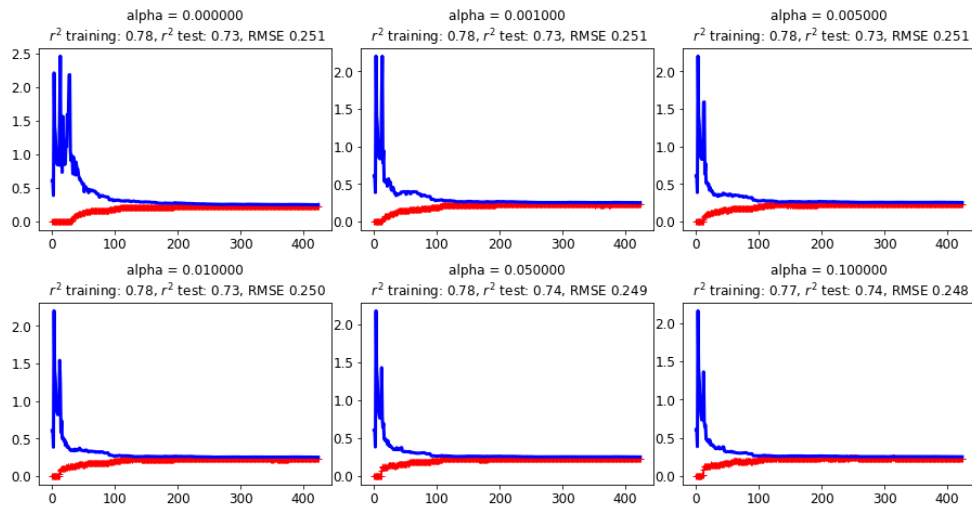 alpha = 0.000000
r² training: 0.78, r² test: 0.73, RMSE 0.251
2.5
2.0
1.5
1.0
0.5
0.0
0 100 200 300 400
alpha = 0.001000
r² training: 0.78, r² test: 0.73, RMSE 0.251
2.0
1.5
1.0
0.5
0.0
0 100 200 300 400
alpha = 0.005000
r² training: 0.78, r² test: 0.73, RMSE 0.251
2.0
1.5
1.0
0.5
0.0
0 100 200 300 400
alpha = 0.010000
r² training: 0.78, r² test: 0.73, RMSE 0.250
2.0
1.5
1.0
0.5
0.0
0 100 200 300 400
alpha = 0.050000
r² training: 0.78, r² test: 0.74, RMSE 0.249
2.0
1.5
1.0
0.5
0.0
0 100 200 300 400
alpha = 0.100000
r² training: 0.77, r² test: 0.74, RMSE 0.248
2.0
1.5
1.0
0.5
0.0
0 100 200 300 400